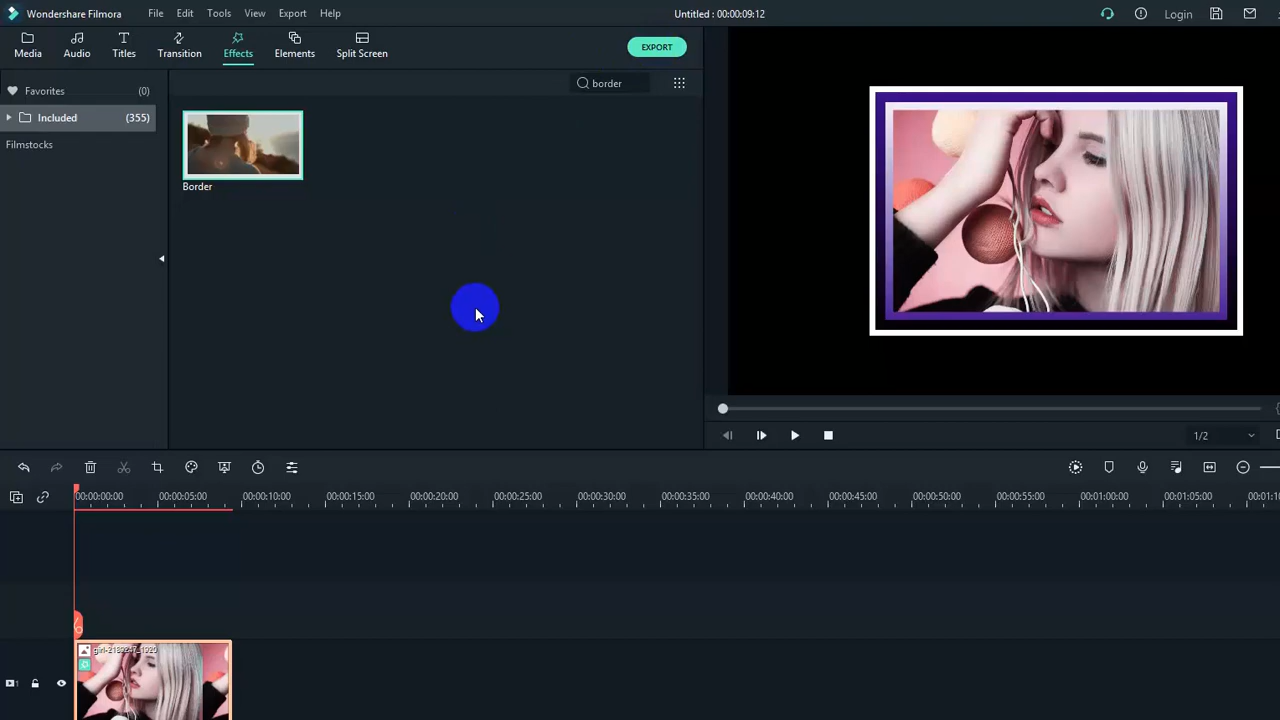 Wondershare Filmora File Edit Tools View Export Help Untitled : 00:00:09:12 Login
Media Audio Titles Transition Effects Elements Split Screen EXPORT
Favorites (0) border
Included (355)
Filmstocks
Border
1/2
00:00:00:00 00:00:05:00 00:00:10:00 00:00:15:00 00:00:20:00 00:00:25:00 00:00:30:00 00:00:35:00 00:00:40:00 00:00:45:00 00:00:50:00 00:00:55:00 00:01:00:00 00:01:05:00 00:01:10
1